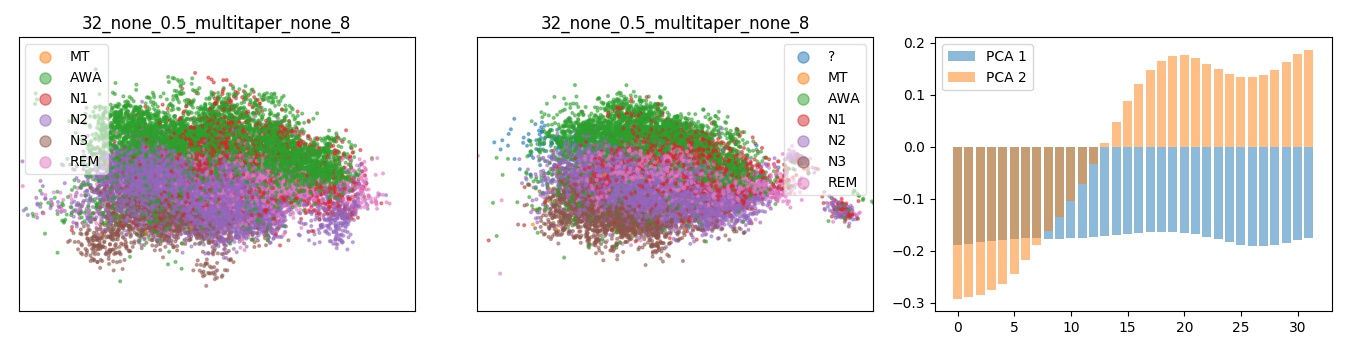 32_none_0.5_multitaper_none_8
MT
AWA
N1
N2
N3
REM
32_none_0.5_multitaper_none_8
?
MT
AWA
N1
N2
N3
REM
PCA 1
PCA 2
0.2
0.1
0.0
−0.1
−0.2
−0.3
0 5 10 15 20 25 30